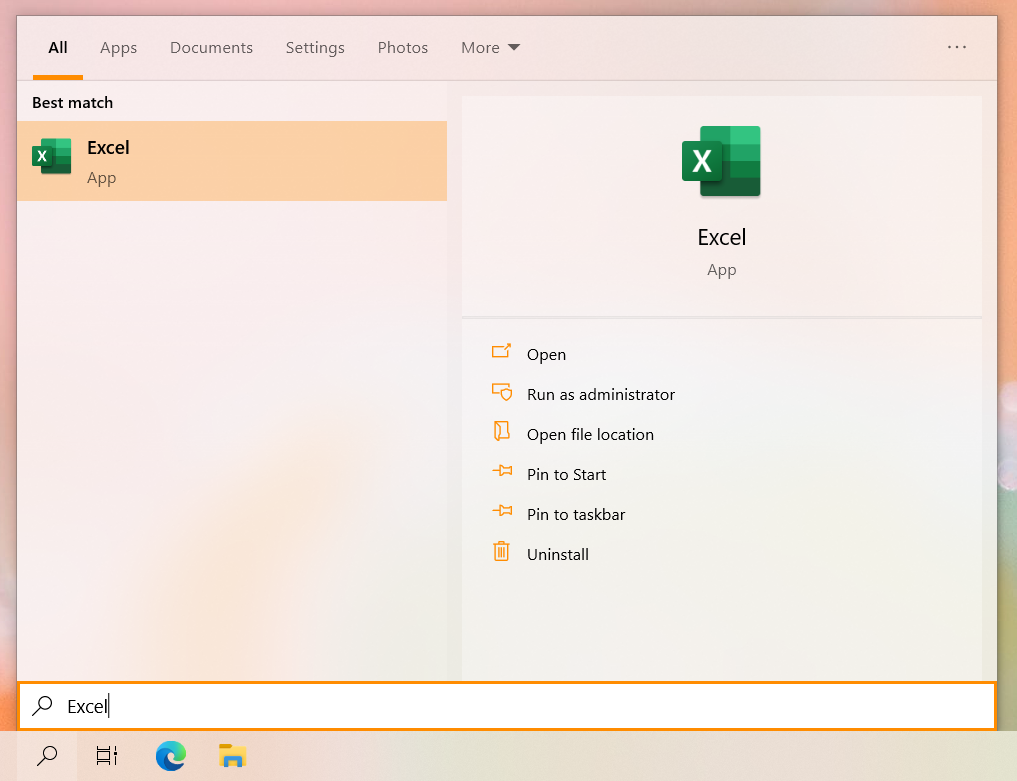 All Apps Documents Settings Photos More ...
Best match
X Excel
App
X
Excel
App
Open
Run as administrator
Open file location
Pin to Start
Pin to taskbar
Uninstall
Excel